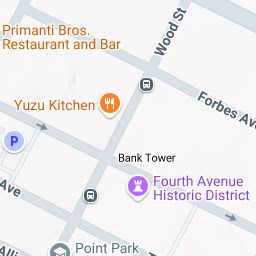 Primanti Bros.
Restaurant and Bar
Wood St
Yuzu Kitchen
Forbes Ave
P
Bank Tower
Fourth Avenue
Historic District
Ave
Point Park